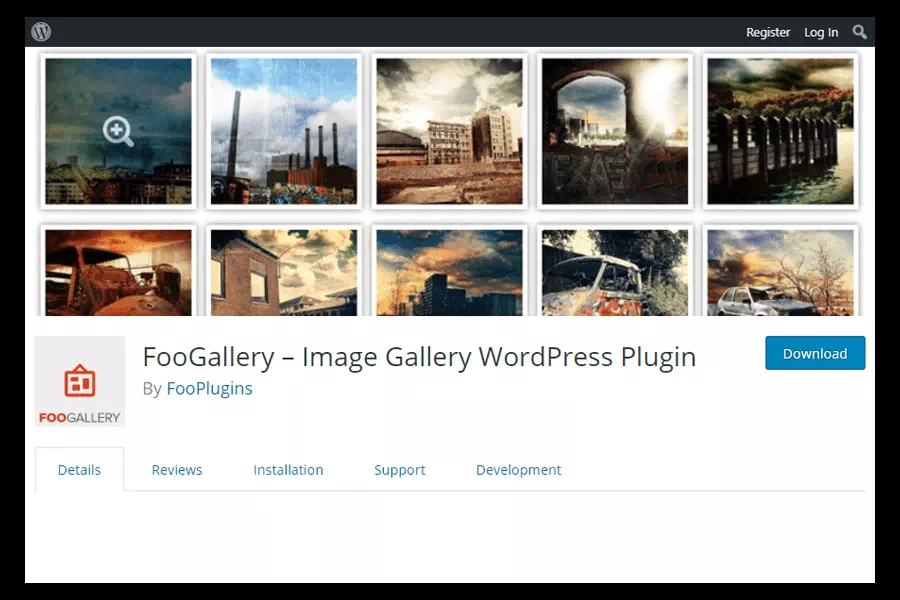 Register Log In
FooGallery – Image Gallery WordPress Plugin
Download
By FooPlugins
FOOGALLERY
Details Reviews Installation Support Development